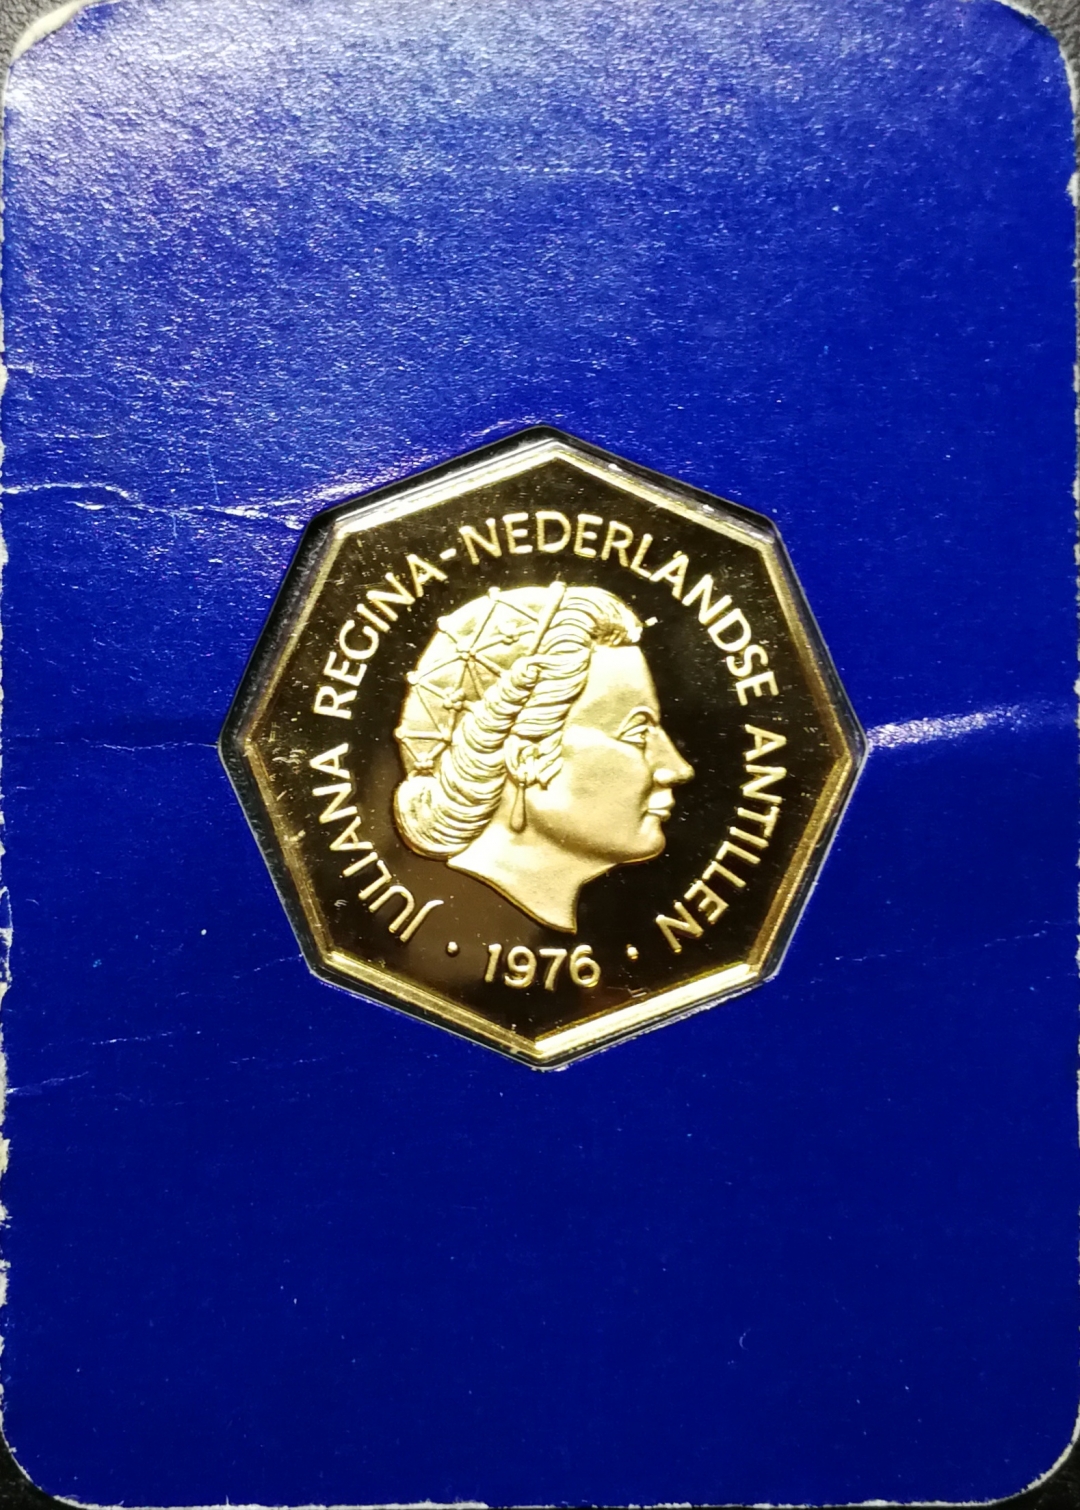 JULIANA REGINA-NEDERLANDSE ANTILLEN
· 1976 ·